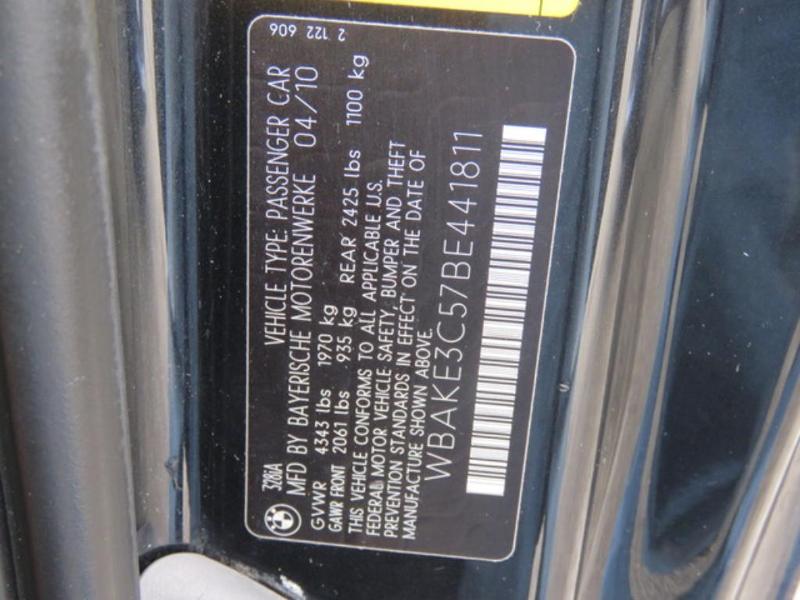 328iA VEHICLE TYPE: PASSENGER CAR
MFD BY BAYERISCHE MOTORENWERKE 04/10
GVWR 4343 lbs 1970 kg
GAWR FRONT 2061 lbs 935 kg REAR 2425 lbs 1100 kg
THIS VEHICLE CONFORMS TO ALL APPLICABLE U.S.
FEDERAL MOTOR VEHICLE SAFETY, BUMPER AND THEFT
PREVENTION STANDARDS IN EFFECT ON THE DATE OF
MANUFACTURE SHOWN ABOVE.
WBAKE3C57BE441811
2 122 606